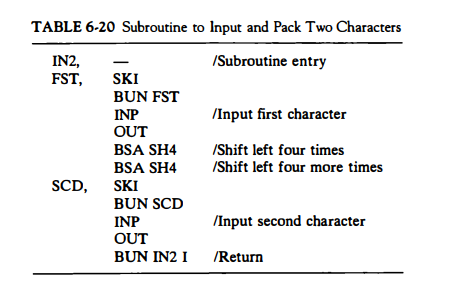 TABLE 6-20 Subroutine to Input and Pack Two Characters
IN2, — /Subroutine entry
FST, SKI
BUN FST
INP /Input first character
OUT
BSA SH4 /Shift left four times
BSA SH4 /Shift left four more times
SCD, SKI
BUN SCD
INP /Input second character
OUT
BUN IN2 I /Return